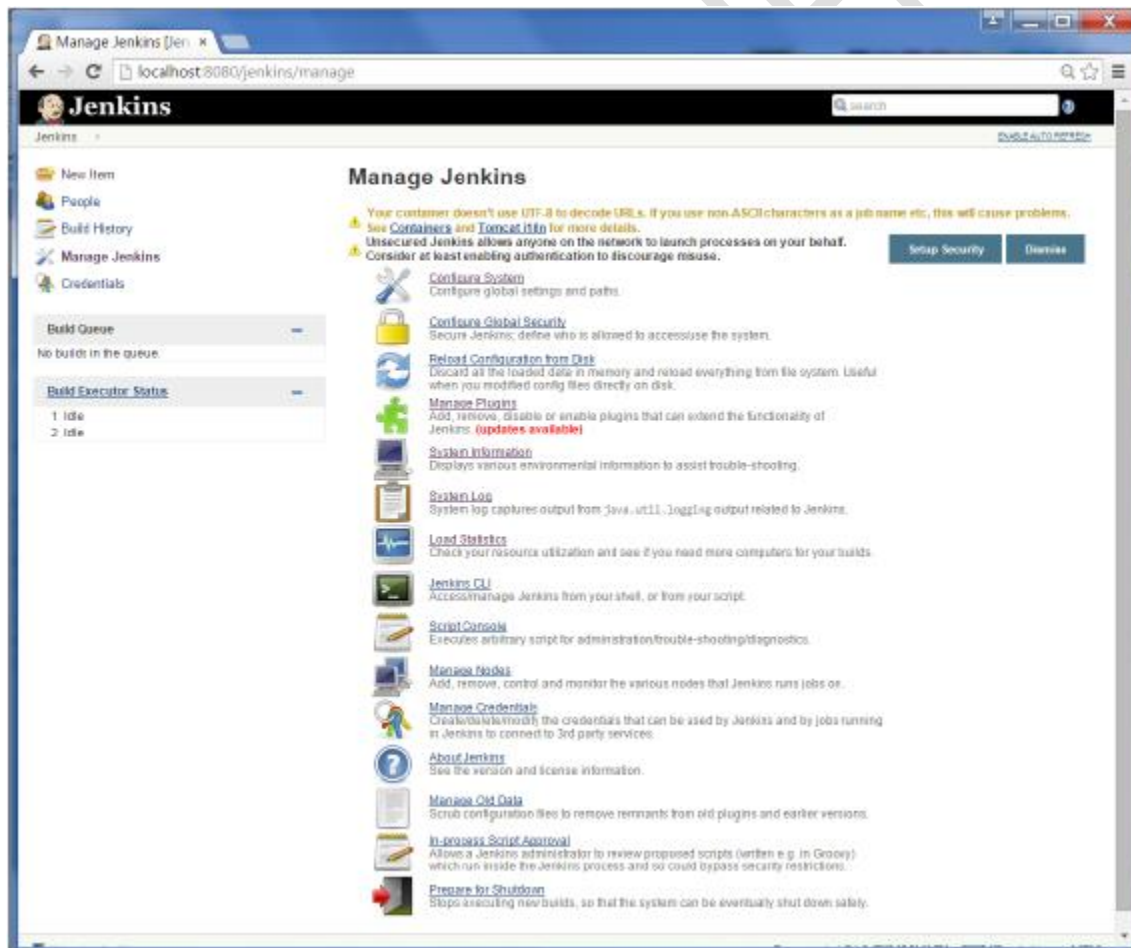 Manage Jenkins [Jen
localhost:8080/jenkins/manage
Jenkins
search
Jenkins
ENABLE AUTO REFRESH
New Item
People
Build History
Manage Jenkins
Credentials
Build Queue
No builds in the queue.
Build Executor Status
1 Idle
2 Idle
Manage Jenkins
Your container doesn't use UTF-8 to decode URLs. If you use non-ASCII characters as a job name etc, this will cause problems.
See Containers and Tomcat i18n for more details.
Unsecured Jenkins allows anyone on the network to launch processes on your behalf.
Consider at least enabling authentication to discourage misuse.
Setup Security
Dismiss
Configure System
Configure global settings and paths.
Configure Global Security
Secure Jenkins; define who is allowed to access/use the system.
Reload Configuration from Disk
Discard all the loaded data in memory and reload everything from file system. Useful
when you modified config files directly on disk.
Manage Plugins
Add, remove, disable or enable plugins that can extend the functionality of
Jenkins. (updates available)
System Information
Displays various environmental information to assist trouble-shooting.
System Log
System log captures output from java.util.logging output related to Jenkins.
Load Statistics
Check your resource utilization and see if you need more computers for your builds.
Jenkins CLI
Access/manage Jenkins from your shell, or from your script.
Script Console
Executes arbitrary script for administration/trouble-shooting/diagnostics.
Manage Nodes
Add, remove, control and monitor the various nodes that Jenkins runs jobs on.
Manage Credentials
Create/delete/modify the credentials that can be used by Jenkins and by jobs running
in Jenkins to connect to 3rd party services.
About Jenkins
See the version and license information.
Manage Old Data
Scrub configuration files to remove remnants from old plugins and earlier versions.
In-process Script Approval
Allows a Jenkins administrator to review proposed scripts (written e.g. in Groovy)
which run inside the Jenkins process and so could bypass security restrictions.
Prepare for Shutdown
Stops executing new builds, so that the system can be eventually shut down safely.